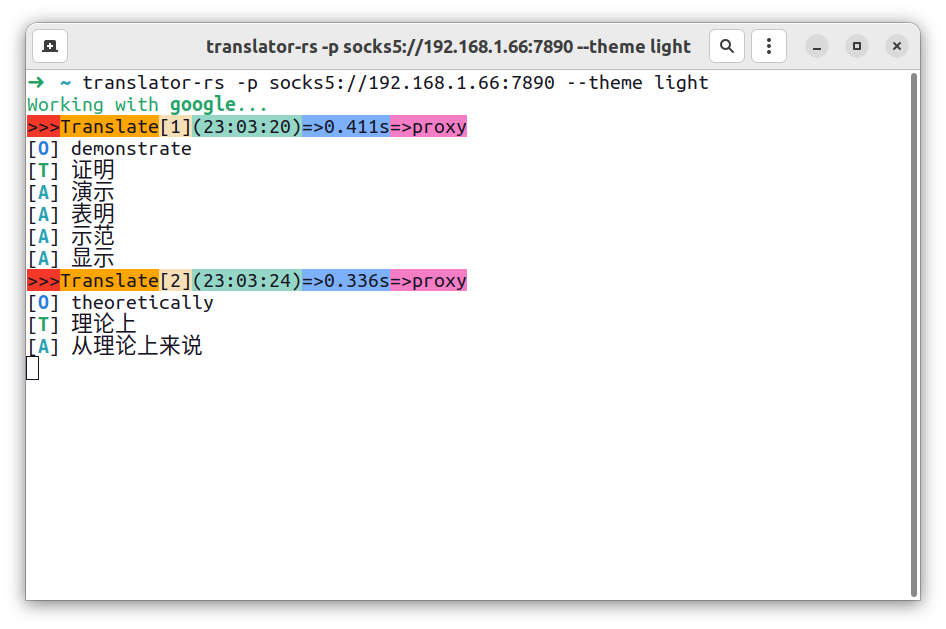 translator-rs -p socks5://192.168.1.66:7890 --theme light
➜ ~ translator-rs -p socks5://192.168.1.66:7890 --theme light
Working with google...
>>>Translate[1](23:03:20)=>0.411s=>proxy
[O] demonstrate
[T] 证明
[A] 演示
[A] 表明
[A] 示范
[A] 显示
>>>Translate[2](23:03:24)=>0.336s=>proxy
[O] theoretically
[T] 理论上
[A] 从理论上来说